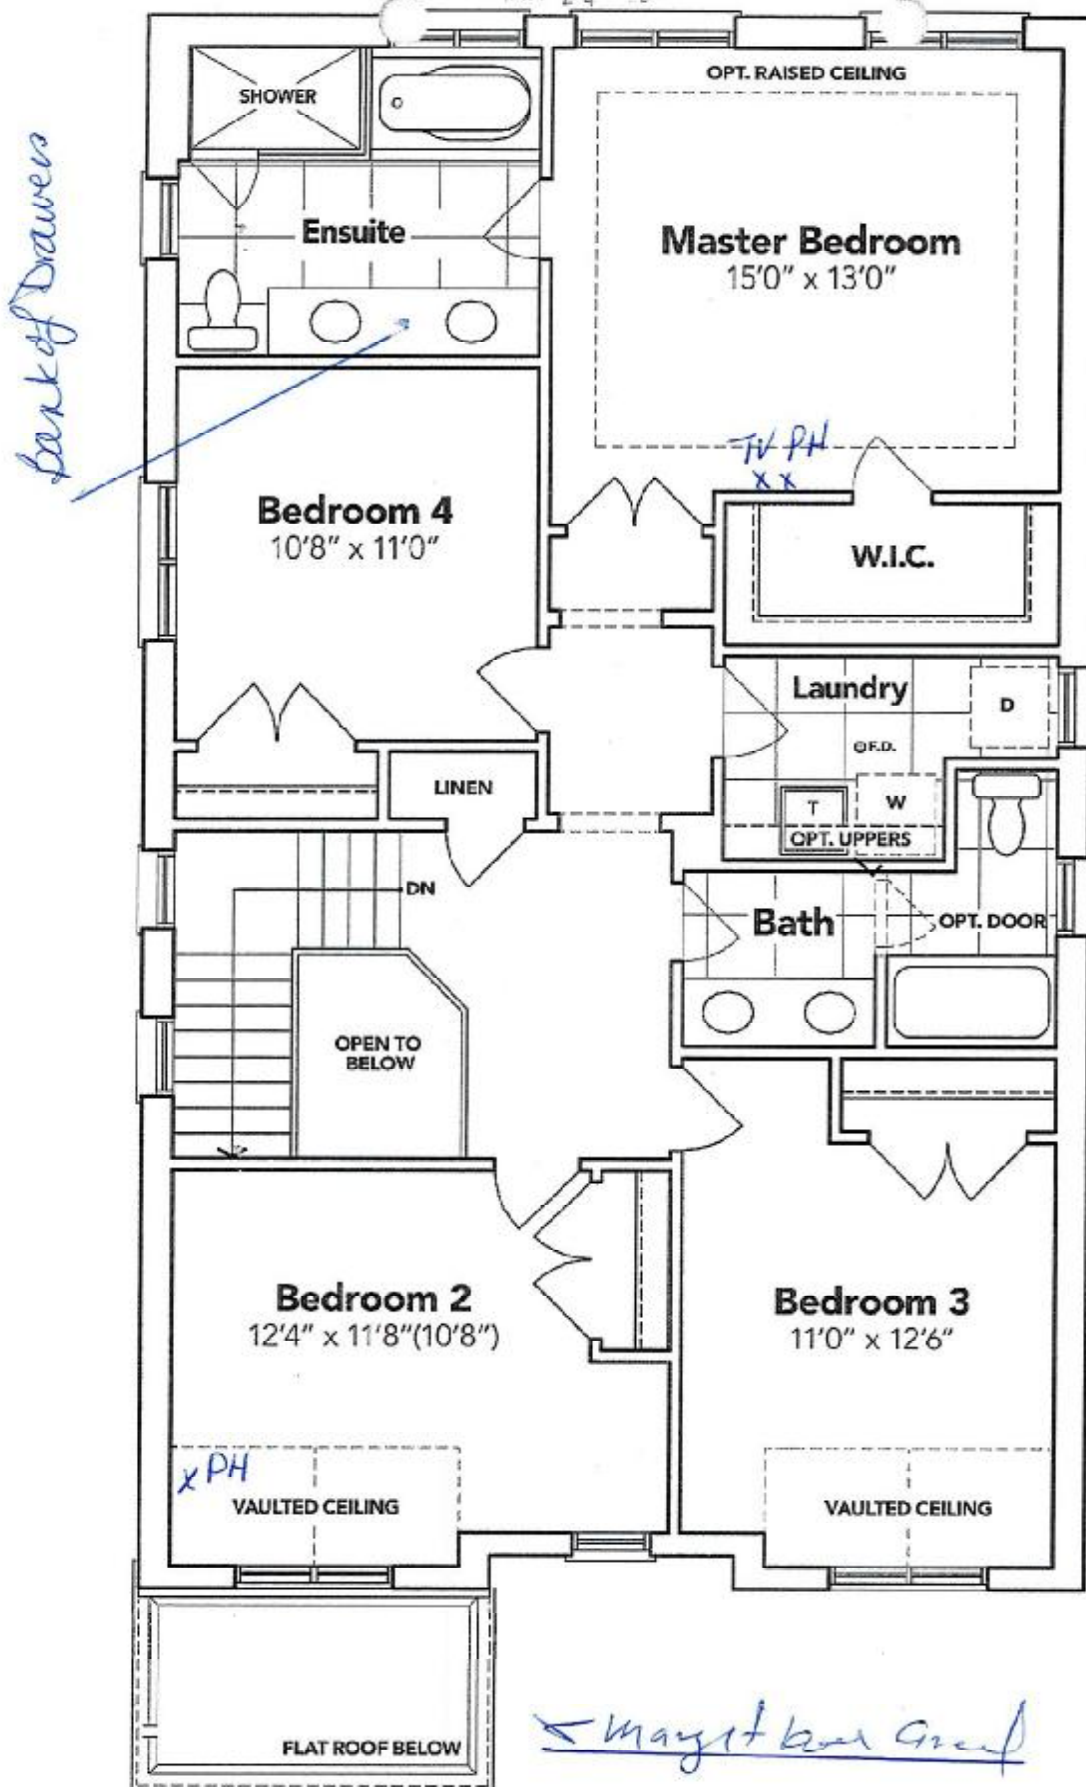 OPT. RAISED CEILING
SHOWER
Bank of Drawers
Ensuite
Master Bedroom
15'0" x 13'0"
TV PH
x x
Bedroom 4
10'8" x 11'0"
W.I.C.
Laundry
D
F.D.
LINEN
T
W
OPT. UPPERS
DN
Bath
OPT. DOOR
OPEN TO
BELOW
Bedroom 2
12'4" x 11'8"(10'8")
Bedroom 3
11'0" x 12'6"
x PH
VAULTED CEILING
VAULTED CEILING
FLAT ROOF BELOW